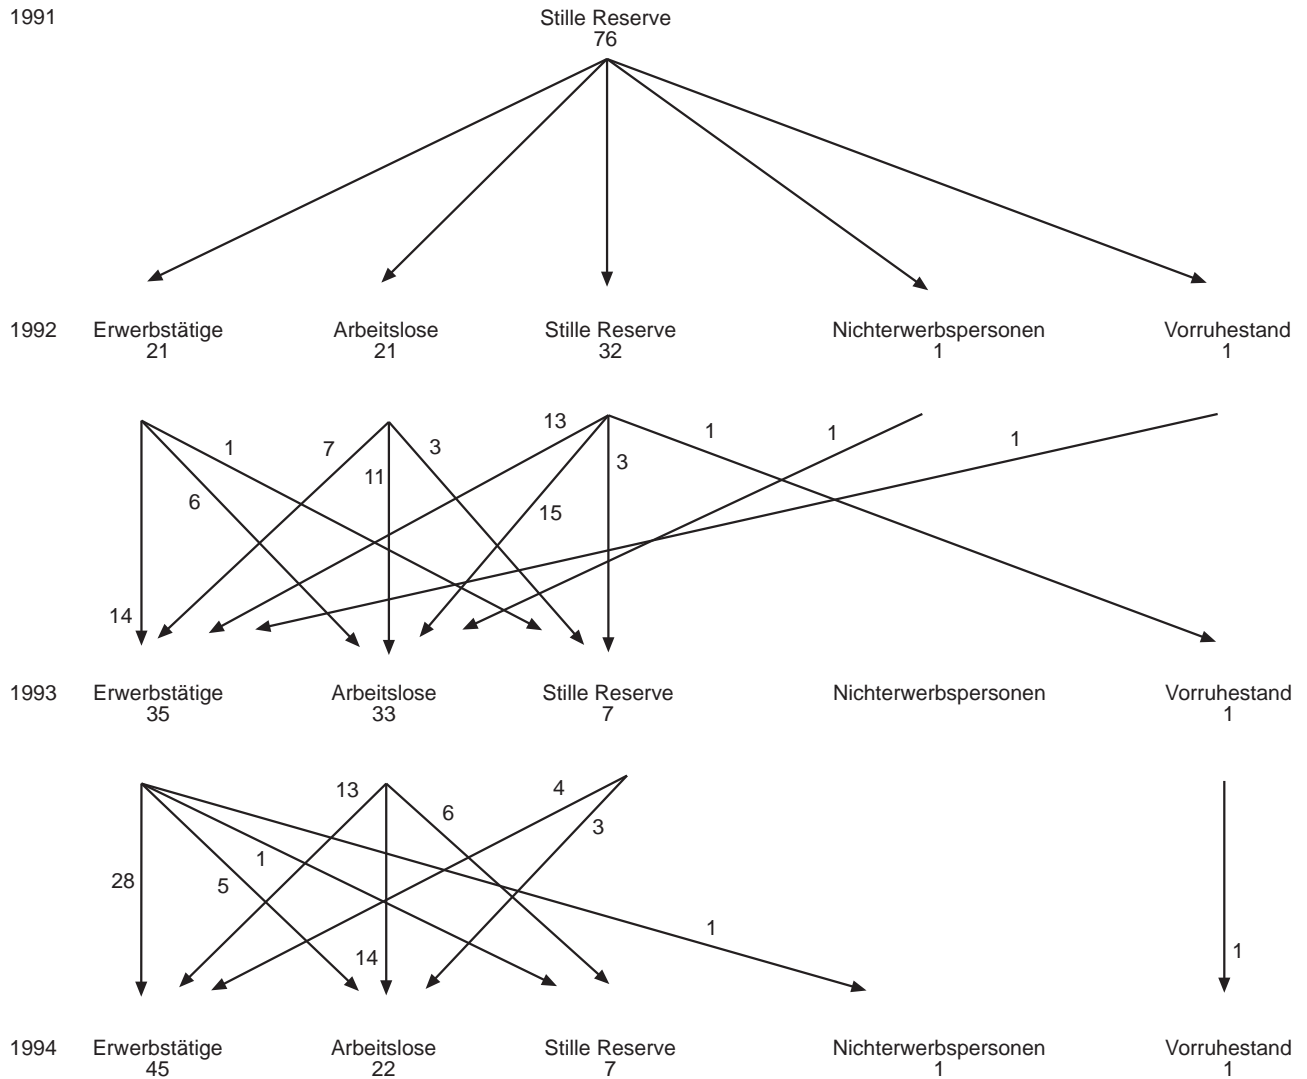 1991 Stille Reserve
76
1992 Erwerbstätige Arbeitslose Stille Reserve Nichterwerbspersonen Vorruhestand
21 21 32 1 1
13 1 1 1
1 7 3
11 3
6 15
14
1993 Erwerbstätige Arbeitslose Stille Reserve Nichterwerbspersonen Vorruhestand
35 33 7 1
13 4
6 3
1
28 5
1
14 1
1994 Erwerbstätige Arbeitslose Stille Reserve Nichterwerbspersonen Vorruhestand
45 22 7 1 1